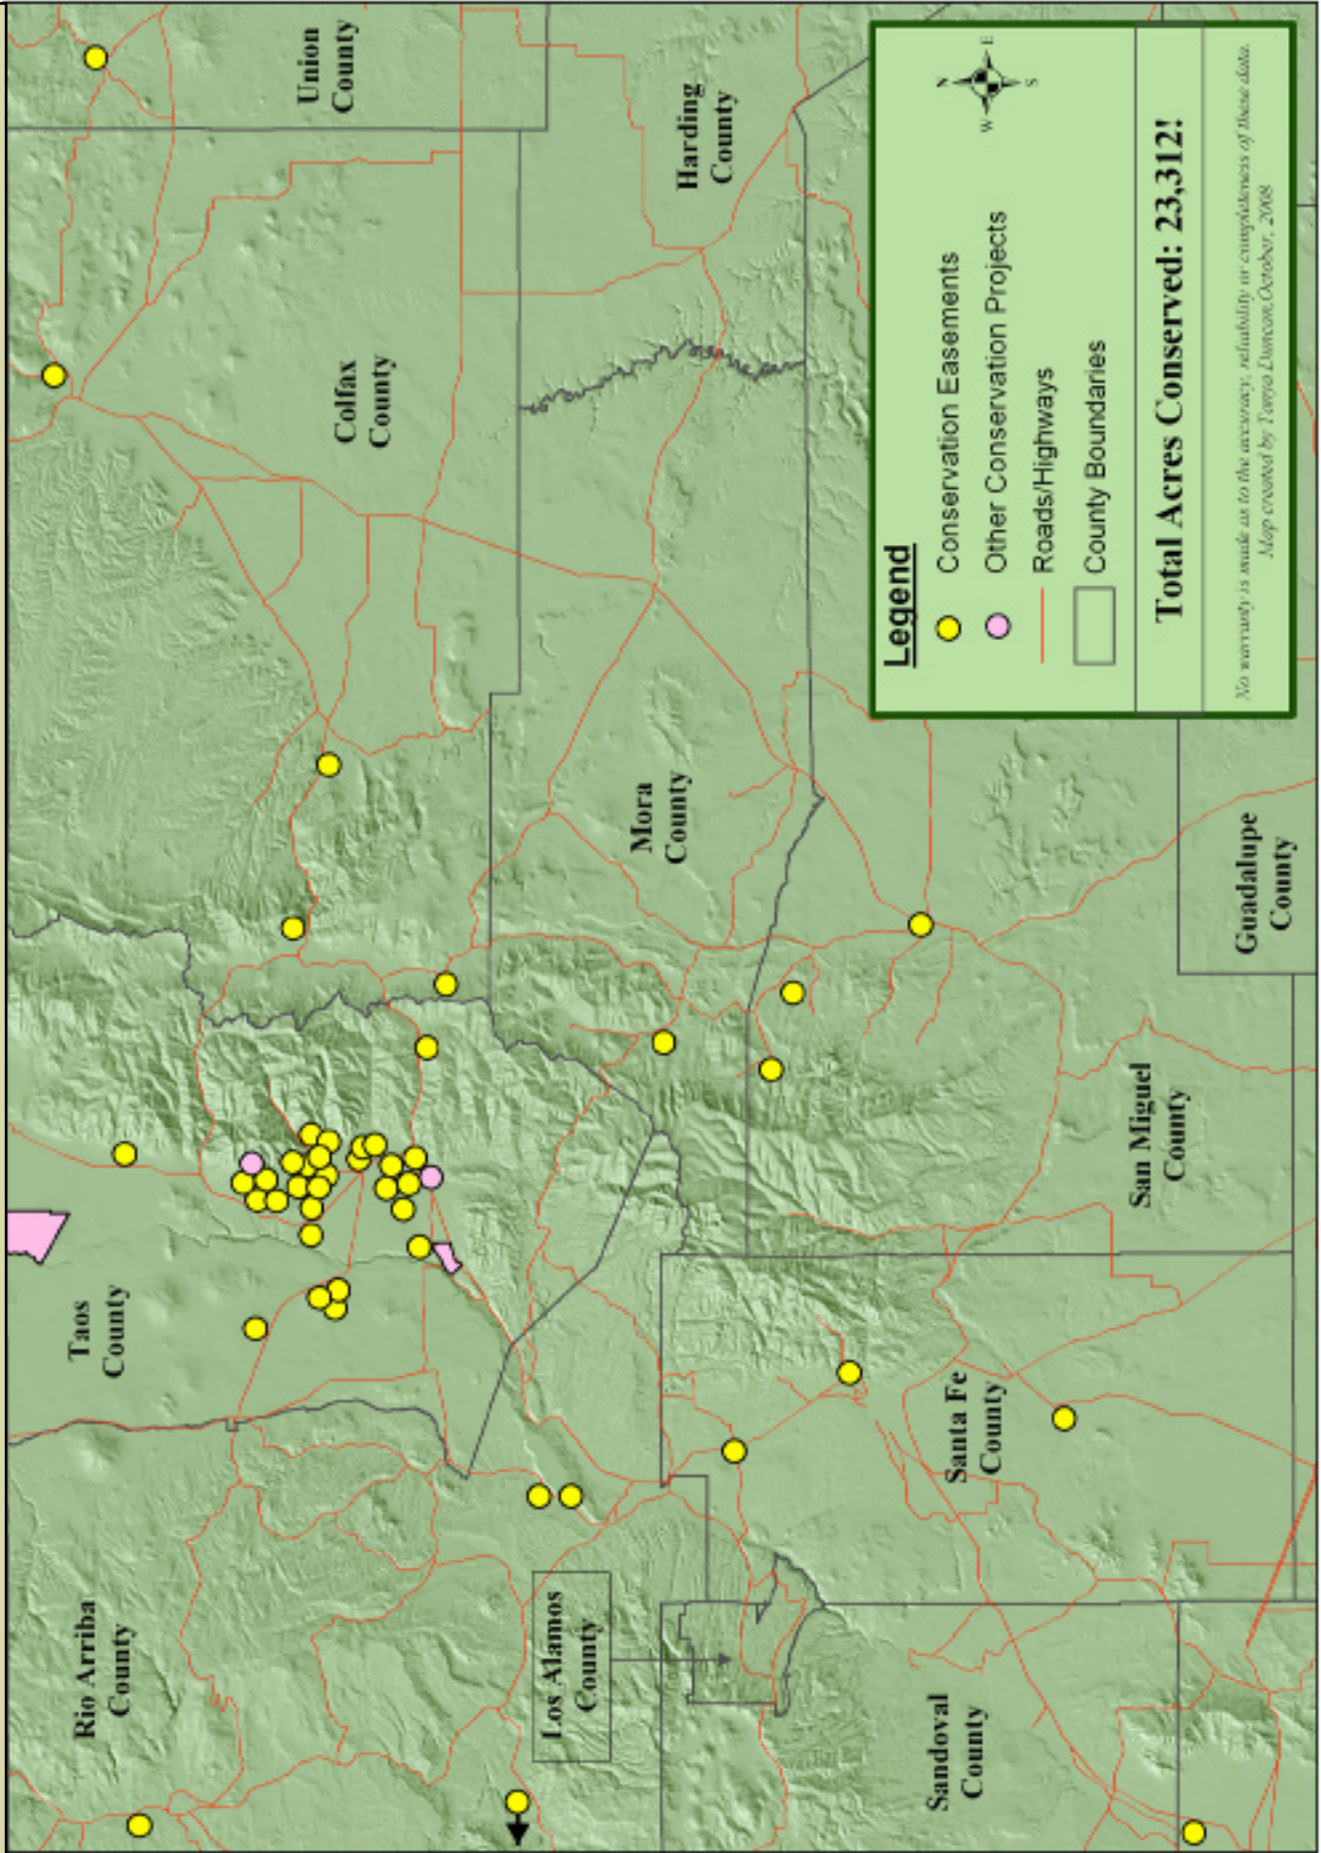 Union
County
Colfax
County
Harding
County
Taos
County
Mora
County
Rio Arriba
County
Los Alamos
County
Guadalupe
County
San Miguel
County
Santa Fe
County
Sandoval
County
Legend
Conservation Easements
Other Conservation Projects
Roads/Highways
County Boundaries
N
W
E
S
Total Acres Conserved: 23,312!
No warranty is made as to the accuracy, reliability or completeness of these data.
Map created by Tanya Duncan, October, 2008